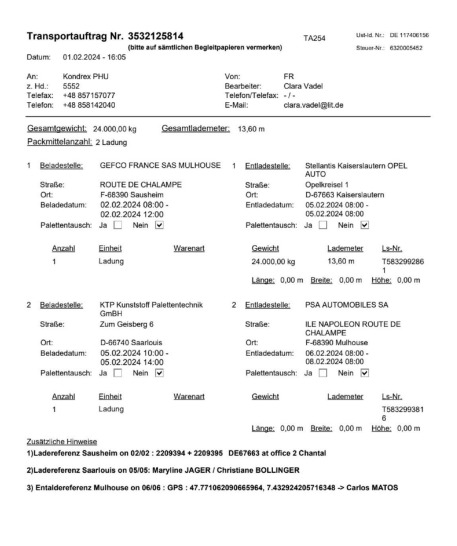 Transportauftrag Nr. 3532125814 TA254 Ust-Id. Nr.: DE 117406156
(bitte auf sämtlichen Begleitpapieren vermerken) Steuer-Nr.: 6320005452
Datum: 01.02.2024 - 16:05
An: Kondrex PHU Von: FR
z. Hd.: 5552 Bearbeiter: Clara Vadel
Telefax: +48 857157077 Telefon/Telefax: - / -
Telefon: +48 858142040 E-Mail: clara.vadel@lit.de
Gesamtgewicht: 24.000,00 kg Gesamtlademeter: 13,60 m
Packmittelanzahl: 2 Ladung
1 Beladestelle: GEFCO FRANCE SAS MULHOUSE 1 Entladestelle: Stellantis Kaiserslautern OPEL
AUTO
Straße: ROUTE DE CHALAMPE Straße: Opelkreisel 1
Ort: F-68390 Sausheim Ort: D-67663 Kaiserslautern
Beladedatum: 02.02.2024 08:00 - Entladedatum: 05.02.2024 08:00 -
02.02.2024 12:00 05.02.2024 08:00
Palettentausch: Ja Nein Palettentausch: Ja Nein
Anzahl Einheit Warenart Gewicht Lademeter Ls-Nr.
1 Ladung 24.000,00 kg 13,60 m T583299286
1
Länge: 0,00 m Breite: 0,00 m Höhe: 0,00 m
2 Beladestelle: KTP Kunststoff Palettentechnik 2 Entladestelle: PSA AUTOMOBILES SA
GmBH
Straße: Zum Geisberg 6 Straße: ILE NAPOLEON ROUTE DE
CHALAMPE
Ort: D-66740 Saarlouis Ort: F-68390 Mulhouse
Beladedatum: 05.02.2024 10:00 - Entladedatum: 06.02.2024 08:00 -
05.02.2024 14:00 08.02.2024 08:00
Palettentausch: Ja Nein Palettentausch: Ja Nein
Anzahl Einheit Warenart Gewicht Lademeter Ls-Nr.
1 Ladung T583299381
6
Länge: 0,00 m Breite: 0,00 m Höhe: 0,00 m
Zusätzliche Hinweise
1)Ladereferenz Sausheim on 02/02 : 2209394 + 2209395 DE67663 at office 2 Chantal
2)Ladereferenz Saarlouis on 05/05: Maryline JAGER / Christiane BOLLINGER
3) Entaldereferenz Mulhouse on 06/06 : GPS : 47.771062090665964, 7.432924205716348 -> Carlos MATOS